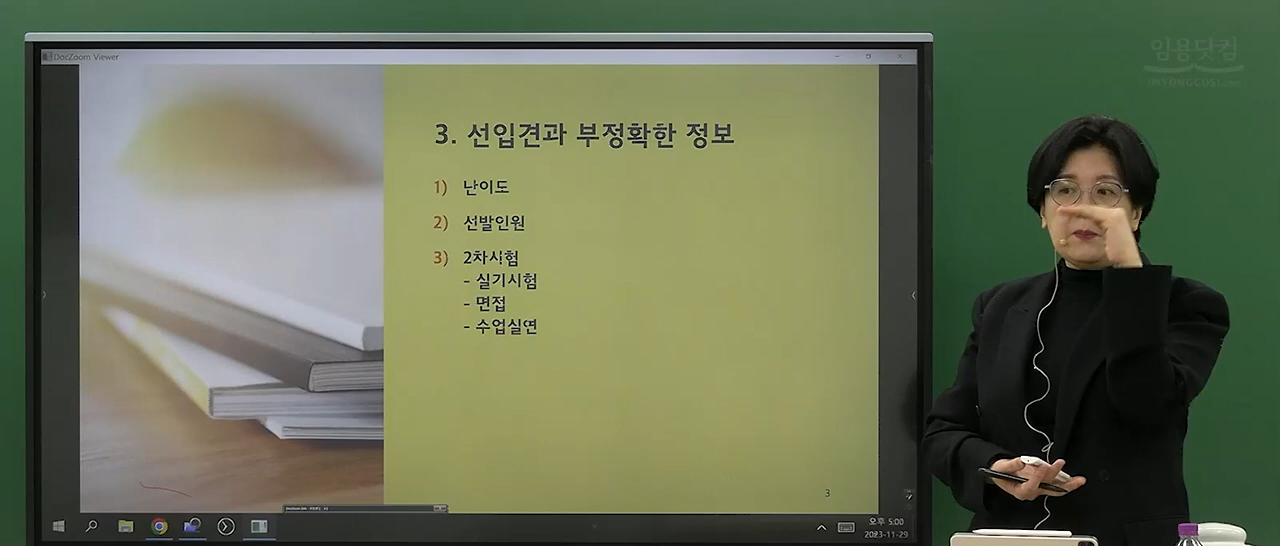 DocZoom Viewer
임용닷컴
IMYONGGOSI.com
3. 선입견과 부정확한 정보
1) 난이도
2) 선발인원
3) 2차시험
- 실기시험
- 면접
- 수업실연
3
오후 5:00
2023-11-29